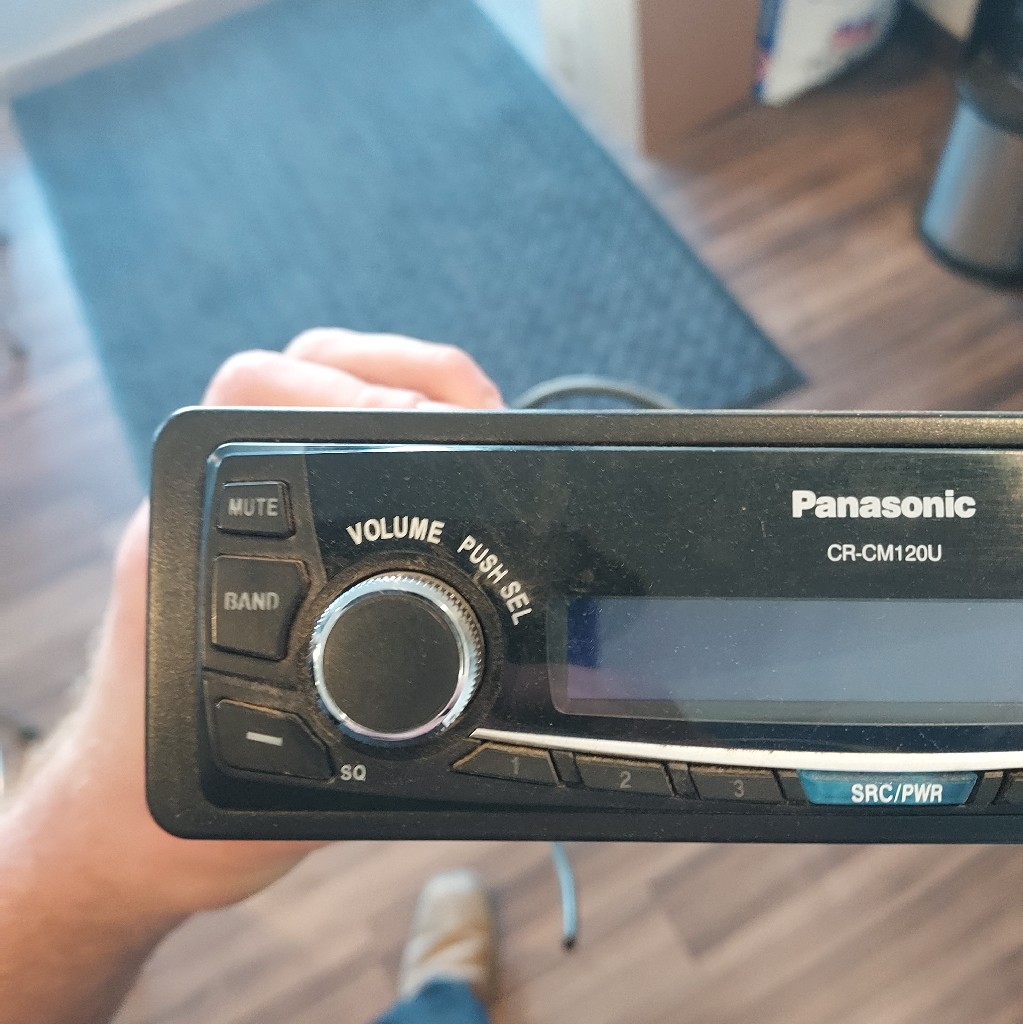 MUTE
VOLUME PUSH SEL
Panasonic
CR-CM120U
BAND
SQ
1
2
3
SRC/PWR